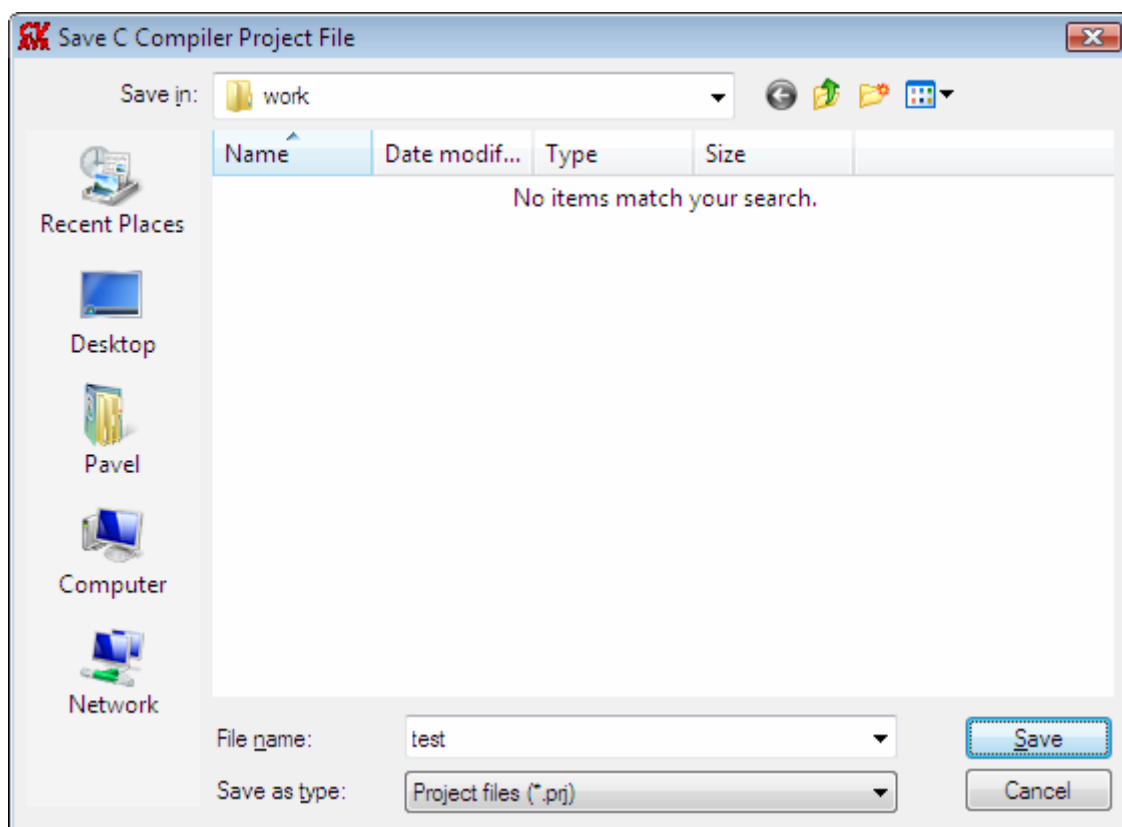 Save C Compiler Project File
Save in:
work
Name
Date modif...
Type
Size
No items match your search.
Recent Places
Desktop
Pavel
Computer
Network
File name:
test
Save
Save as type:
Project files (*.prj)
Cancel